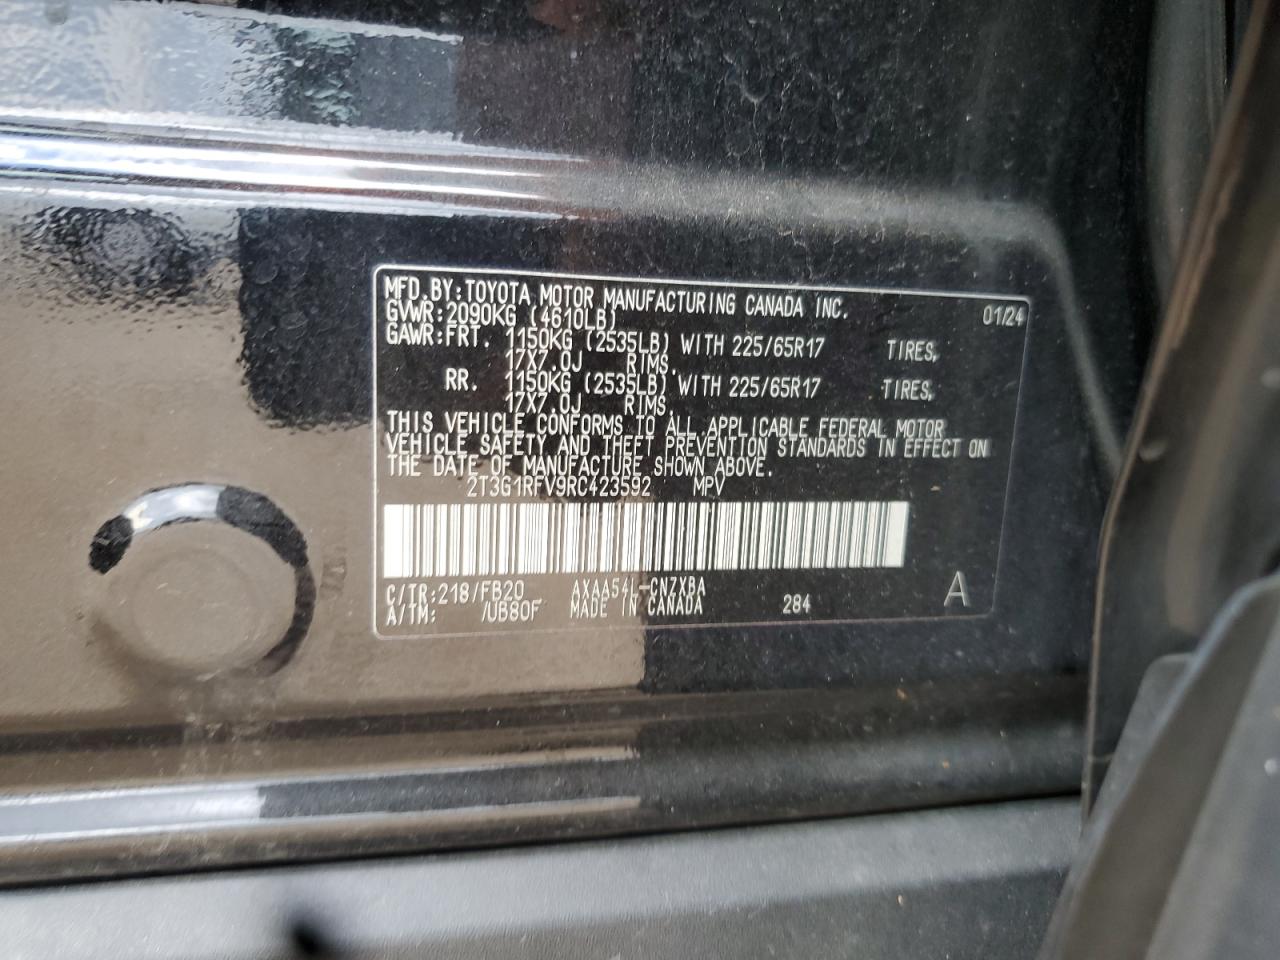 MFD.BY:TOYOTA MOTOR MANUFACTURING CANADA INC. 01/24
GVWR:2090KG (4610LB)
GAWR:FRT. 1150KG (2535LB) WITH 225/65R17 TIRES,
17X7.0J RIMS.
RR. 1150KG (2535LB) WITH 225/65R17 TIRES,
17X7.0J RIMS.
THIS VEHICLE CONFORMS TO ALL APPLICABLE FEDERAL MOTOR
VEHICLE SAFETY AND THEFT PREVENTION STANDARDS IN EFFECT ON
THE DATE OF MANUFACTURE SHOWN ABOVE.
2T3G1RFV9RC423592 MPV
C/TR:218/FB20 AXAA54L-CNZXBA
A/TM: /UB80F MADE IN CANADA 284 A